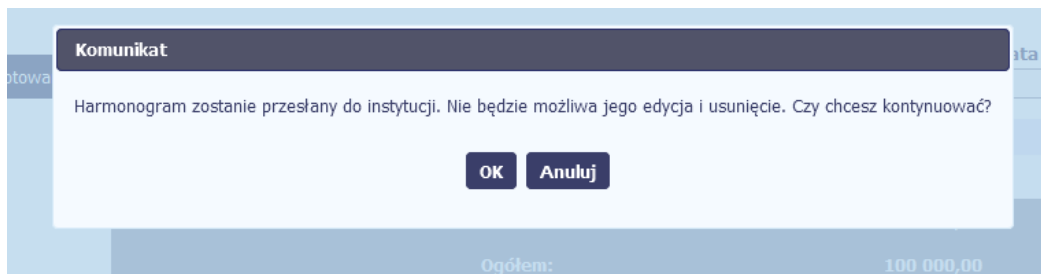 Komunikat
Harmonogram zostanie przesłany do instytucji. Nie będzie możliwa jego edycja i usunięcie. Czy chcesz kontynuować?
OK Anuluj
Ogółem: 100 000,00